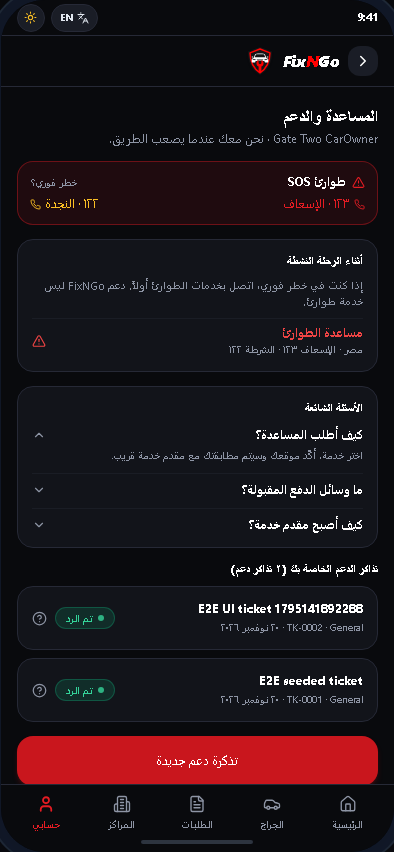 EN
9:41
FixNGo
المساعدة والدعم
Gate Two CarOwner · نحن معك عندما يصعب الطريق.
طوارئ SOS
خطر فوري؟
١٢٣ · الإسعاف
١٢٢ · النجدة
أثناء الرحلة النشطة
إذا كنت في خطر فوري، اتصل بخدمات الطوارئ أولاً. دعم FixNGo ليس
خدمة طوارئ.
مساعدة الطوارئ
مصر · الإسعاف ١٢٣ · الشرطة ١٢٢
الأسئلة الشائعة
كيف أطلب المساعدة؟
اختر خدمة، أكّد موقعك وسيتم مطابقتك مع مقدم خدمة قريب.
ما وسائل الدفع المقبولة؟
كيف أصبح مقدم خدمة؟
تذاكر الدعم الخاصة بك (٢ تذاكر دعم)
E2E UI ticket 1795141892268
تم الرد
TK-0002 · ٢٠ نوفمبر ٢٠٢٦ · General
E2E seeded ticket
تم الرد
TK-0001 · ٢٠ نوفمبر ٢٠٢٦ · General
تذكرة دعم جديدة
الرئيسية
الجراج
الطلبات
المراكز
حسابي